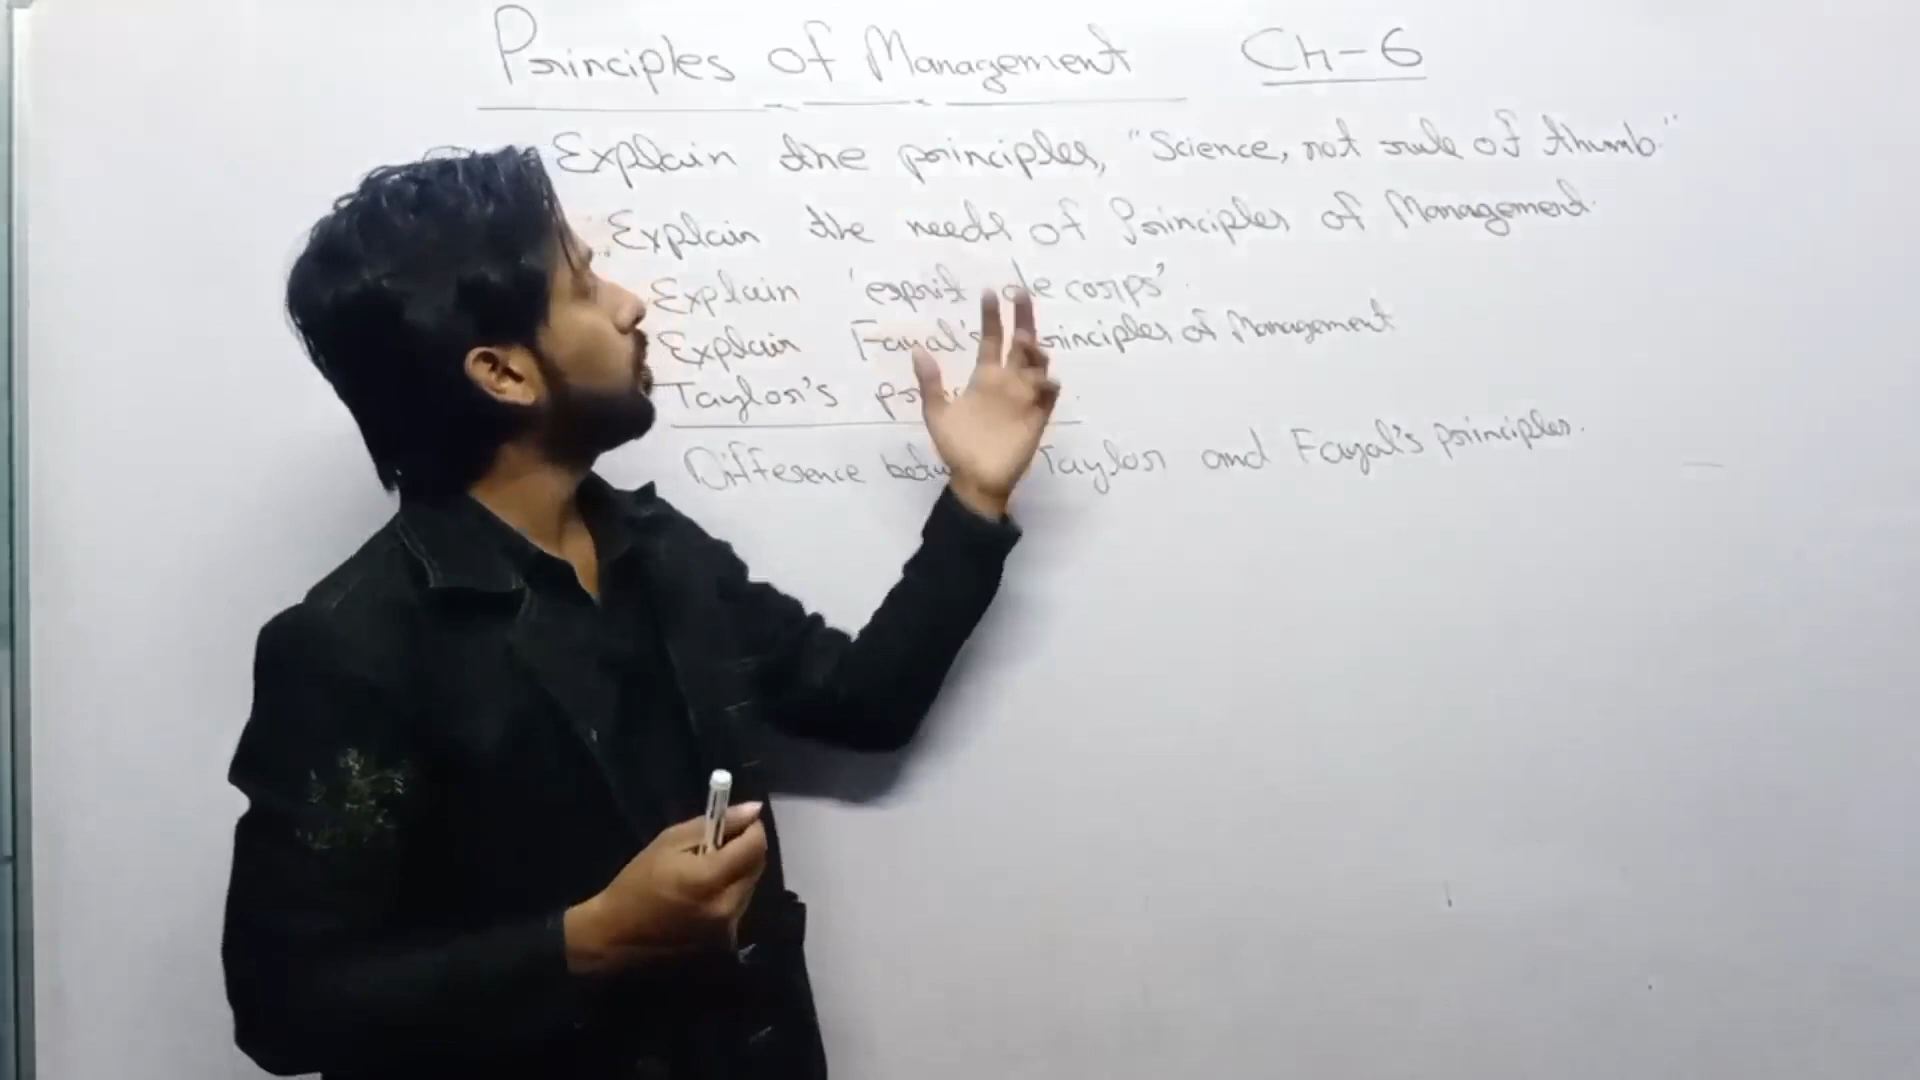 Principles of Management Ch-6
Explain the principles, "Science, not rule of thumb."
Explain the needs of Principles of Management.
Explain 'esprit de corps'.
Explain Fayal's principles of Management
Taylor's
Difference Taylor and Fayal's principles.